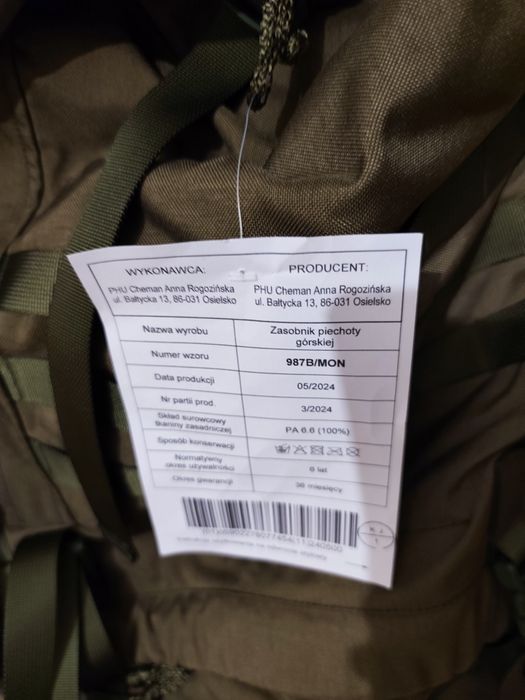 WYKONAWCA: PRODUCENT:
PHU Cheman Anna Rogozińska PHU Cheman Anna Rogozińska
ul. Bałtycka 13, 86-031 Osielsko ul. Bałtycka 13, 86-031 Osielsko
Nazwa wyrobu Zasobnik piechoty górskiej
Numer wzoru 987B/MON
Data produkcji 05/2024
Nr partii prod. 3/2024
Skład surowcowy tkaniny zasadniczej PA 6.6 (100%)
Sposób konserwacji
Normatywny okres używalności 6 lat
Okres gwarancji 36 miesięcy